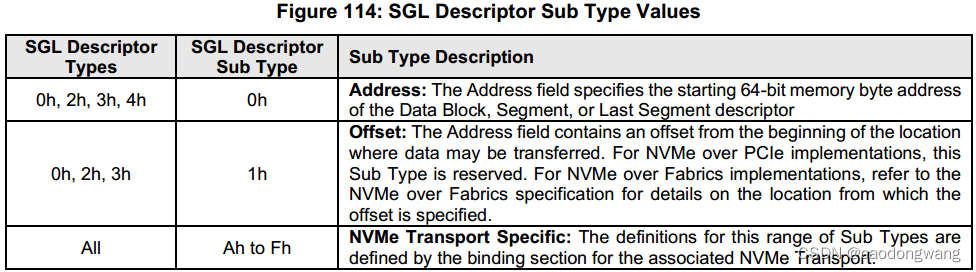 Figure 114: SGL Descriptor Sub Type Values
SGL Descriptor Types
SGL Descriptor Sub Type
Sub Type Description
0h, 2h, 3h, 4h
0h
Address: The Address field specifies the starting 64-bit memory byte address
of the Data Block, Segment, or Last Segment descriptor
0h, 2h, 3h
1h
Offset: The Address field contains an offset from the beginning of the location
where data may be transferred. For NVMe over PCIe implementations, this
Sub Type is reserved. For NVMe over Fabrics implementations, refer to the
NVMe over Fabrics specification for details on the location from which the
offset is specified.
All
Ah to Fh
NVMe Transport Specific: The definitions for this range of Sub Types are
defined by the binding section for the associated NVMe Transport.
CSDN @gaodongwang